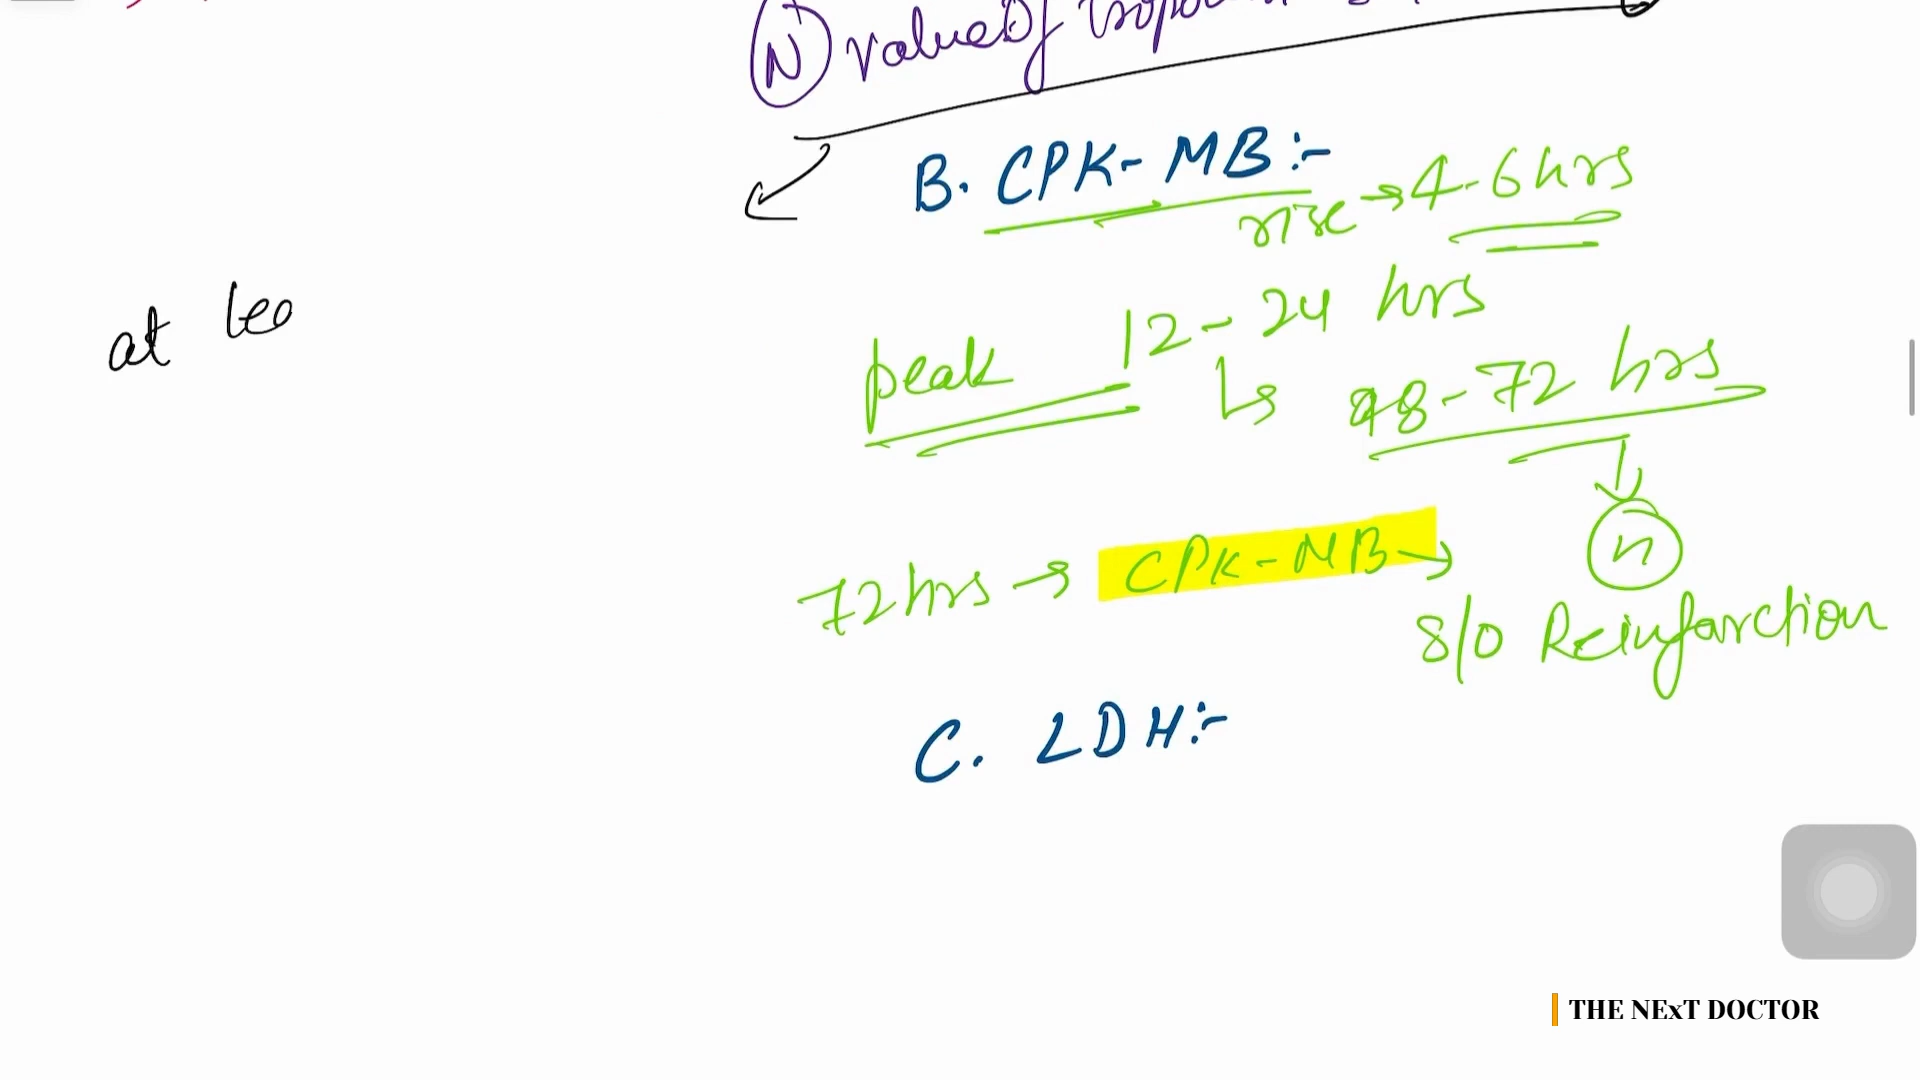 (N) value of
B. CPK-MB:-
rise → 4-6 hrs
at lea
peak 12-24 hrs
↳ 48-72 hrs
↓
(n)
72 hrs → CPK-MB →
s/o Reinfarction
C. LDH:-
THE NExT DOCTOR